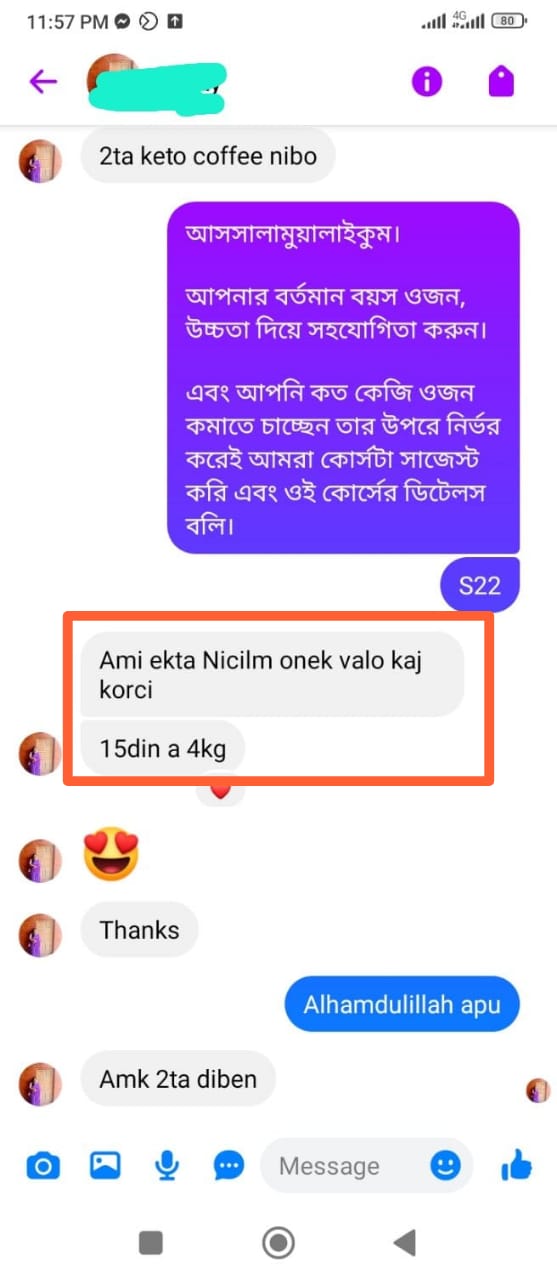 11:57 PM
4G
80
2ta keto coffee nibo
আসসালামুয়ালাইকুম।
আপনার বর্তমান বয়স ওজন,
উচ্চতা দিয়ে সহযোগিতা করুন।
এবং আপনি কত কেজি ওজন
কমাতে চাচ্ছেন তার উপরে নির্ভর
করেই আমরা কোর্সটা সাজেস্ট
করি এবং ওই কোর্সের ডিটেলস
বলি।
S22
Ami ekta Nicilm onek valo kaj
korci
15din a 4kg
Thanks
Alhamdulillah apu
Amk 2ta diben
Message